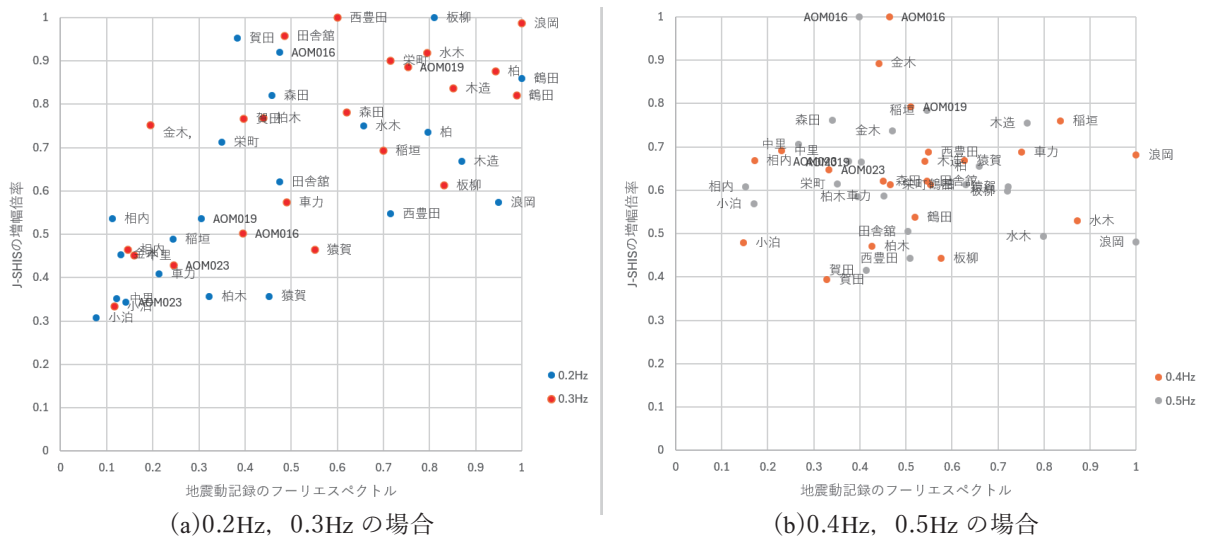 1
0.9
0.8
0.7
0.6
0.5
0.4
0.3
0.2
0.1
0
J-SHISの増幅倍率
西豊田
板柳
浪岡
賀田
田舎舘
AOM016
水木
栄町
AOM019
柏
鶴田
木造
鶴田
森田
森田
金木,
賀田
柏木
水木
柏
栄町
稲垣
木造
田舎舘
板柳
車力
西豊田
浪岡
相内
AOM019
AOM016
稲垣
相内
金木
中里
猿賀
AOM023
車力
中里
AOM023
小泊
柏木
猿賀
小泊
0.2Hz
0.3Hz
0 0.1 0.2 0.3 0.4 0.5 0.6 0.7 0.8 0.9 1
地震動記録のフーリエスペクトル
(a)0.2Hz，0.3Hz の場合
1
0.9
0.8
0.7
0.6
0.5
0.4
0.3
0.2
0.1
0
J-SHISの増幅倍率
AOM016
AOM016
金木
稲垣
AOM019
森田
金木
木造
稲垣
中里
中里
西豊田
車力
浪岡
相内
AOM023
AOM019
AOM023
木造
猿賀
柏
相内
栄町
森田
栄町
鶴田
田舎舘
猿賀
板柳
小泊
柏木
車力
鶴田
水木
小泊
田舎舘
柏木
水木
浪岡
西豊田
板柳
賀田
賀田
0.4Hz
0.5Hz
0 0.1 0.2 0.3 0.4 0.5 0.6 0.7 0.8 0.9 1
地震動記録のフーリエスペクトル
(b)0.4Hz，0.5Hz の場合